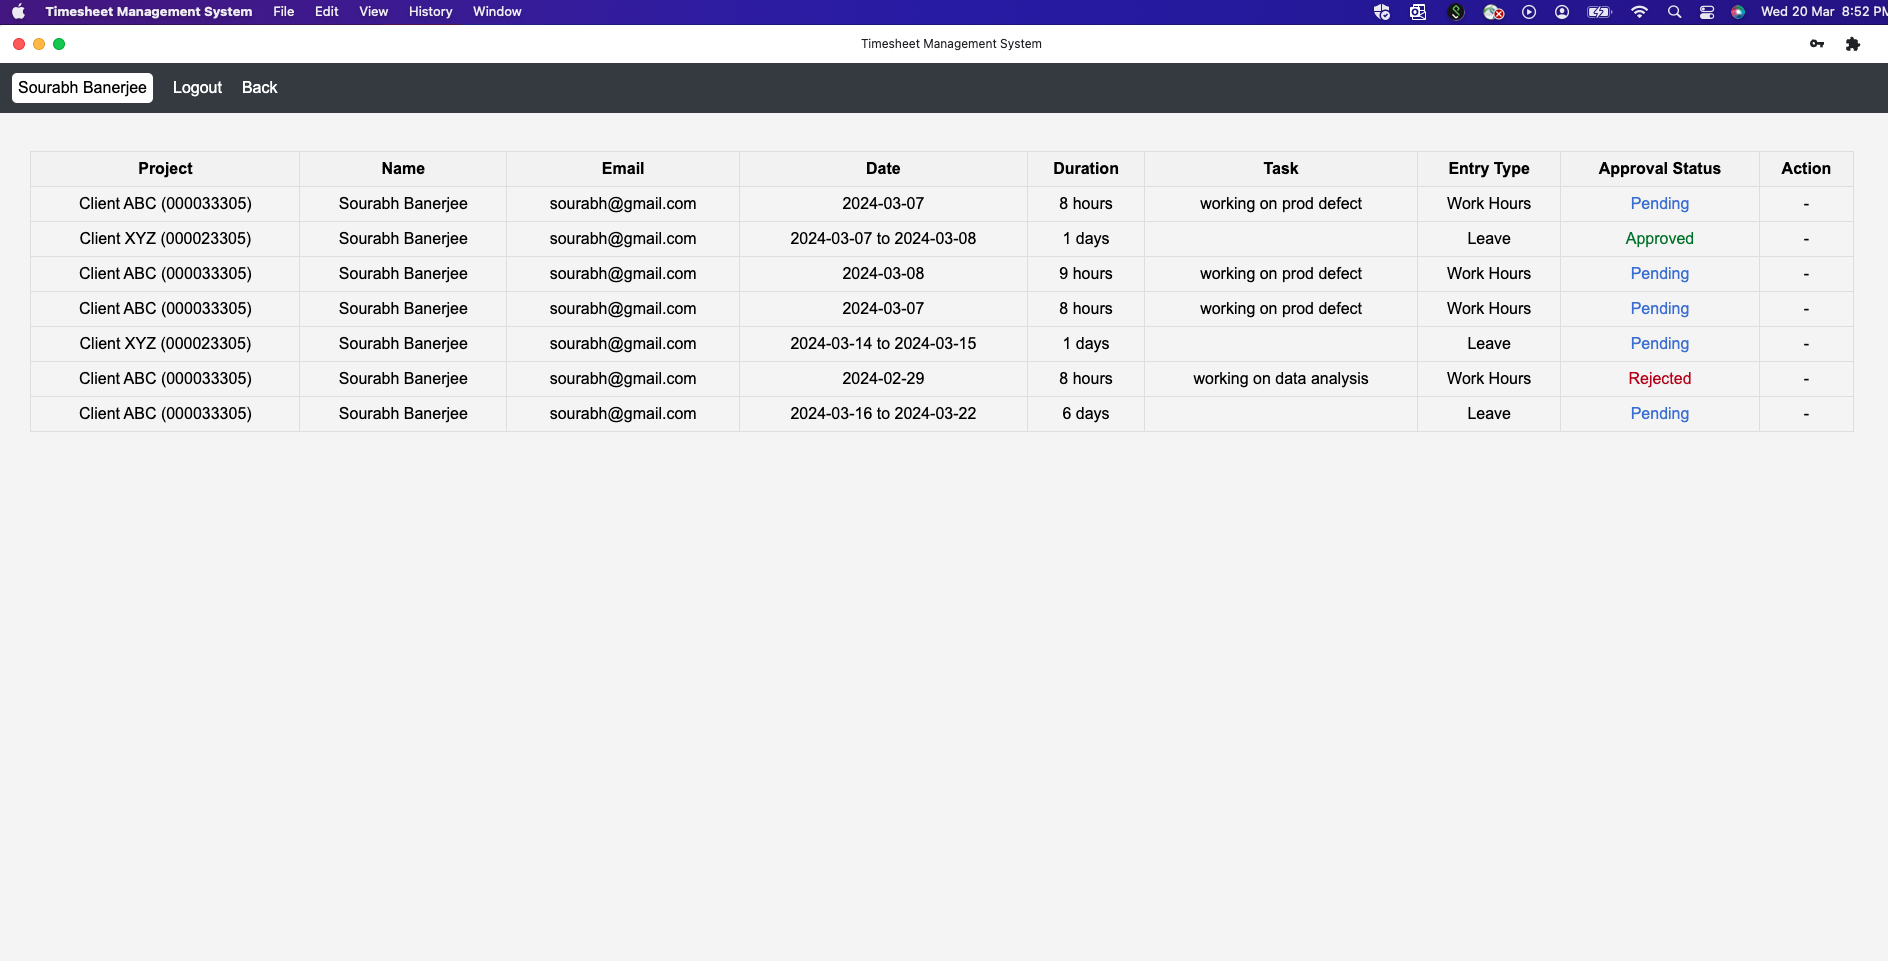 Timesheet Management System File Edit View History Window Wed 20 Mar 8:52 PM
Timesheet Management System
Sourabh Banerjee Logout Back
Project Name Email Date Duration Task Entry Type Approval Status Action
Client ABC (000033305) Sourabh Banerjee sourabh@gmail.com 2024-03-07 8 hours working on prod defect Work Hours Pending -
Client XYZ (000023305) Sourabh Banerjee sourabh@gmail.com 2024-03-07 to 2024-03-08 1 days Leave Approved -
Client ABC (000033305) Sourabh Banerjee sourabh@gmail.com 2024-03-08 9 hours working on prod defect Work Hours Pending -
Client ABC (000033305) Sourabh Banerjee sourabh@gmail.com 2024-03-07 8 hours working on prod defect Work Hours Pending -
Client XYZ (000023305) Sourabh Banerjee sourabh@gmail.com 2024-03-14 to 2024-03-15 1 days Leave Pending -
Client ABC (000033305) Sourabh Banerjee sourabh@gmail.com 2024-02-29 8 hours working on data analysis Work Hours Rejected -
Client ABC (000033305) Sourabh Banerjee sourabh@gmail.com 2024-03-16 to 2024-03-22 6 days Leave Pending -